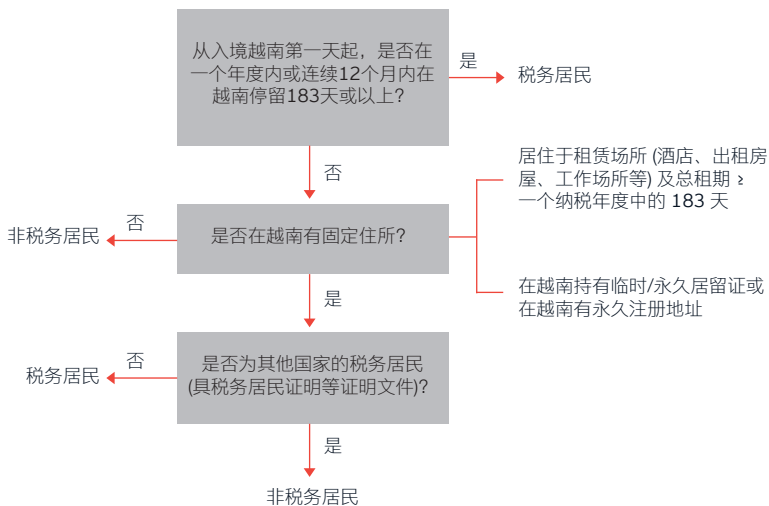 从入境越南第一天起，是否在
一个年度内或连续12个月内在
越南停留183天或以上?
是
税务居民
否
居住于租赁场所 (酒店、出租房
屋、工作场所等) 及总租期 ≥
一个纳税年度中的 183 天
否
非税务居民
是否在越南有固定住所?
在越南持有临时/永久居留证或
在越南有永久注册地址
是
否
税务居民
是否为其他国家的税务居民
(具税务居民证明等证明文件)?
是
非税务居民